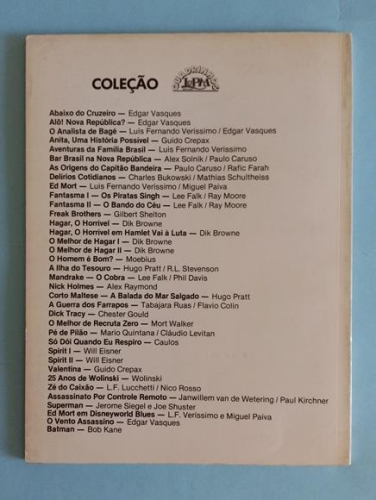 COLEÇÃO
QUADRINHOS
L&PM
Abaixo do Cruzeiro — Edgar Vasques
Alô! Nova República? — Edgar Vasques
O Analista de Bagé — Luis Fernando Verissimo / Edgar Vasques
Anita, Uma História Possível — Guido Crepax
Aventuras da Família Brasil — Luis Fernando Verissimo
Bar Brasil na Nova República — Alex Solnik / Paulo Caruso
As Origens do Capitão Bandeira — Paulo Caruso / Rafic Farah
Delírios Cotidianos — Charles Bukowski / Mathias Schultheiss
Ed Mort — Luis Fernando Verissimo / Miguel Paiva
Fantasma I — Os Piratas Singh — Lee Falk / Ray Moore
Fantasma II — O Bando do Céu — Lee Falk / Ray Moore
Freak Brothers — Gilbert Shelton
Hagar, O Horrível — Dik Browne
Hagar, O Horrível em Hamlet Vai à Luta — Dik Browne
O Melhor de Hagar I — Dik Browne
O Melhor de Hagar II — Dik Browne
O Homem é Bom? — Moebius
A Ilha do Tesouro — Hugo Pratt / R.L. Stevenson
Mandrake — O Cobra — Lee Falk / Phil Davis
Nick Holmes — Alex Raymond
Corto Maltese — A Balada do Mar Salgado — Hugo Pratt
A Guerra dos Farrapos — Tabajara Ruas / Flavio Colin
Dick Tracy — Chester Gould
O Melhor de Recruta Zero — Mort Walker
Pé de Pilão — Mario Quintana / Cláudio Levitan
Só Dói Quando Eu Respiro — Caulos
Spirit I — Will Eisner
Spirit II — Will Eisner
Valentina — Guido Crepax
25 Anos de Wolinski — Wolinski
Zé do Caixão — L.F. Lucchetti / Nico Rosso
Assassinato Por Controle Remoto — Janwillem van de Wetering / Paul Kirchner
Superman — Jerome Siegel e Joe Shuster
Ed Mort em Disneyworld Blues — L.F. Verissimo e Miguel Paiva
O Vento Assassino — Edgar Vasques
Batman — Bob Kane